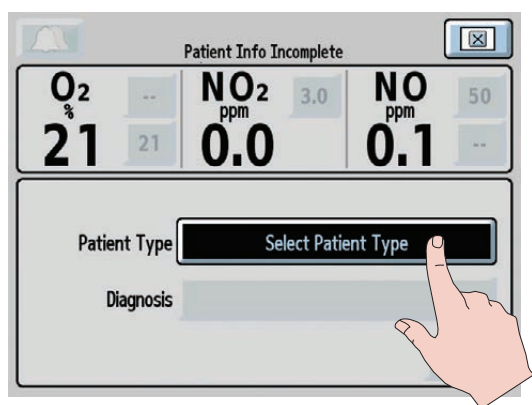 Patient Info Incomplete
O2 % -- 21 21
NO2 ppm 3.0 0.0
NO ppm 50 -- 0.1
Patient Type Select Patient Type
Diagnosis